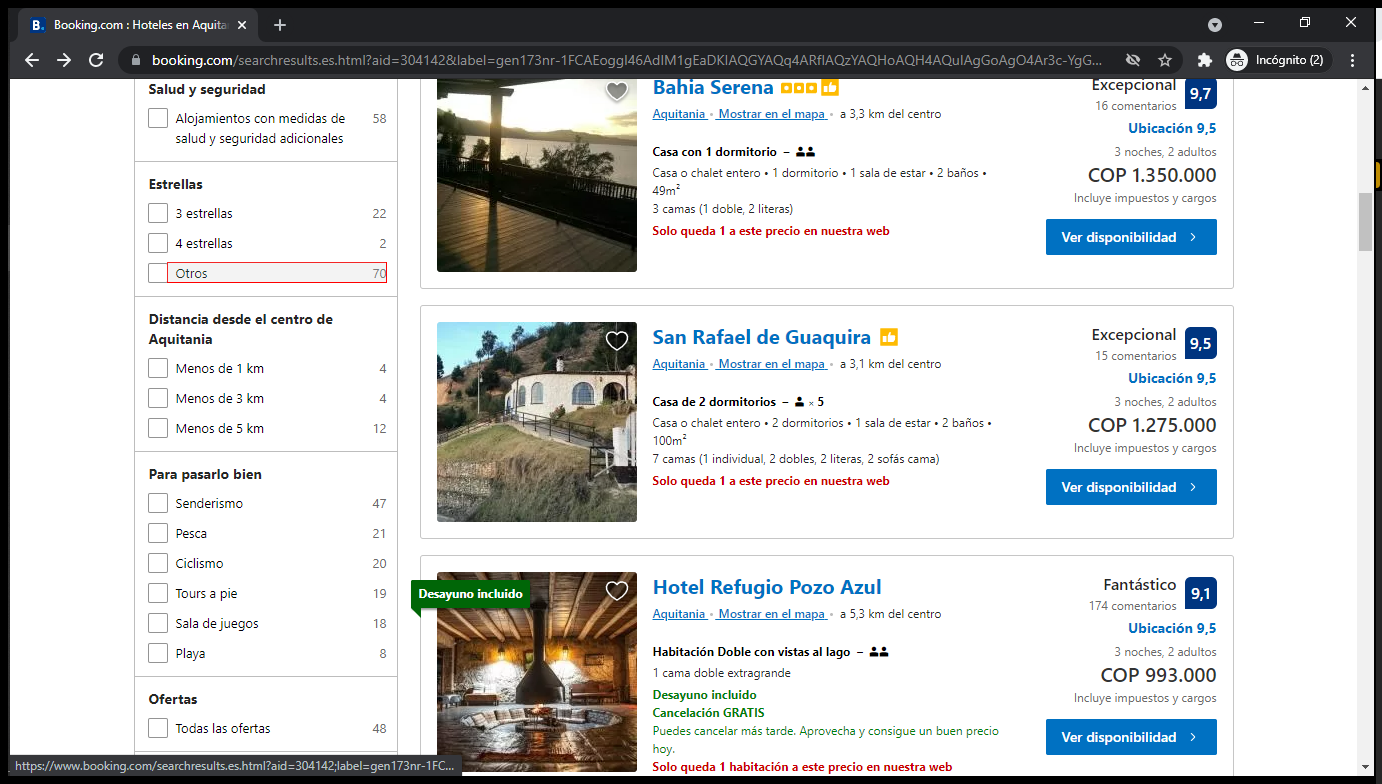 Booking.com : Hoteles en Aquita
booking.com/searchresults.es.html?aid=304142&label=gen173nr-1FCAEoggI46AdIM1gEaDKIAQGYAQq4ARfIAQzYAQHoAQH4AQuIAgGoAgO4Ar3c-YgG...
Incógnito (2)
Salud y seguridad
Alojamientos con medidas de salud y seguridad adicionales 58
Estrellas
3 estrellas 22
4 estrellas 2
Otros 70
Distancia desde el centro de
Aquitania
Menos de 1 km 4
Menos de 3 km 4
Menos de 5 km 12
Para pasarlo bien
Senderismo 47
Pesca 21
Ciclismo 20
Tours a pie 19
Sala de juegos 18
Playa 8
Ofertas
Todas las ofertas 48
Bahia Serena
Aquitania • Mostrar en el mapa • a 3,3 km del centro
Casa con 1 dormitorio –
Casa o chalet entero • 1 dormitorio • 1 sala de estar • 2 baños •
49m²
3 camas (1 doble, 2 literas)
Solo queda 1 a este precio en nuestra web
Excepcional 9,7
16 comentarios
Ubicación 9,5
3 noches, 2 adultos
COP 1.350.000
Incluye impuestos y cargos
Ver disponibilidad
San Rafael de Guaquira
Aquitania • Mostrar en el mapa • a 3,1 km del centro
Casa de 2 dormitorios – × 5
Casa o chalet entero • 2 dormitorios • 1 sala de estar • 2 baños •
100m²
7 camas (1 individual, 2 dobles, 2 literas, 2 sofás cama)
Solo queda 1 a este precio en nuestra web
Excepcional 9,5
15 comentarios
Ubicación 9,5
3 noches, 2 adultos
COP 1.275.000
Incluye impuestos y cargos
Ver disponibilidad
Desayuno incluido
Hotel Refugio Pozo Azul
Aquitania • Mostrar en el mapa • a 5,3 km del centro
Habitación Doble con vistas al lago –
1 cama doble extragrande
Desayuno incluido
Cancelación GRATIS
Puedes cancelar más tarde. Aprovecha y consigue un buen precio
hoy.
Solo queda 1 habitación a este precio en nuestra web
Fantástico 9,1
174 comentarios
Ubicación 9,5
3 noches, 2 adultos
COP 993.000
Incluye impuestos y cargos
Ver disponibilidad
https://www.booking.com/searchresults.es.html?aid=304142;label=gen173nr-1FC...